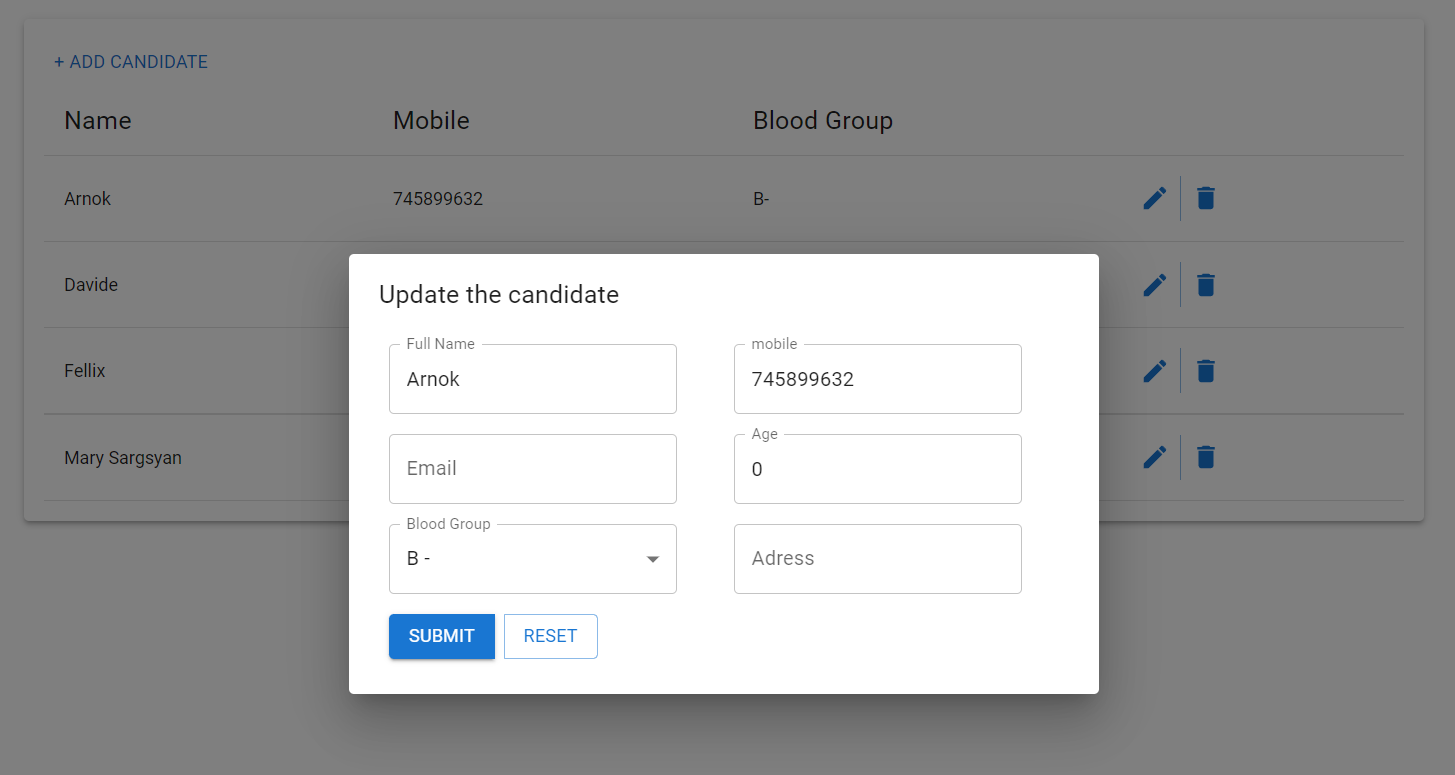 + ADD CANDIDATE
Name Mobile Blood Group
Arnok 745899632 B-
Davide
Fellix
Mary Sargsyan
Update the candidate
Full Name mobile
Arnok 745899632
Age
Email 0
Blood Group
B - Adress
SUBMIT RESET